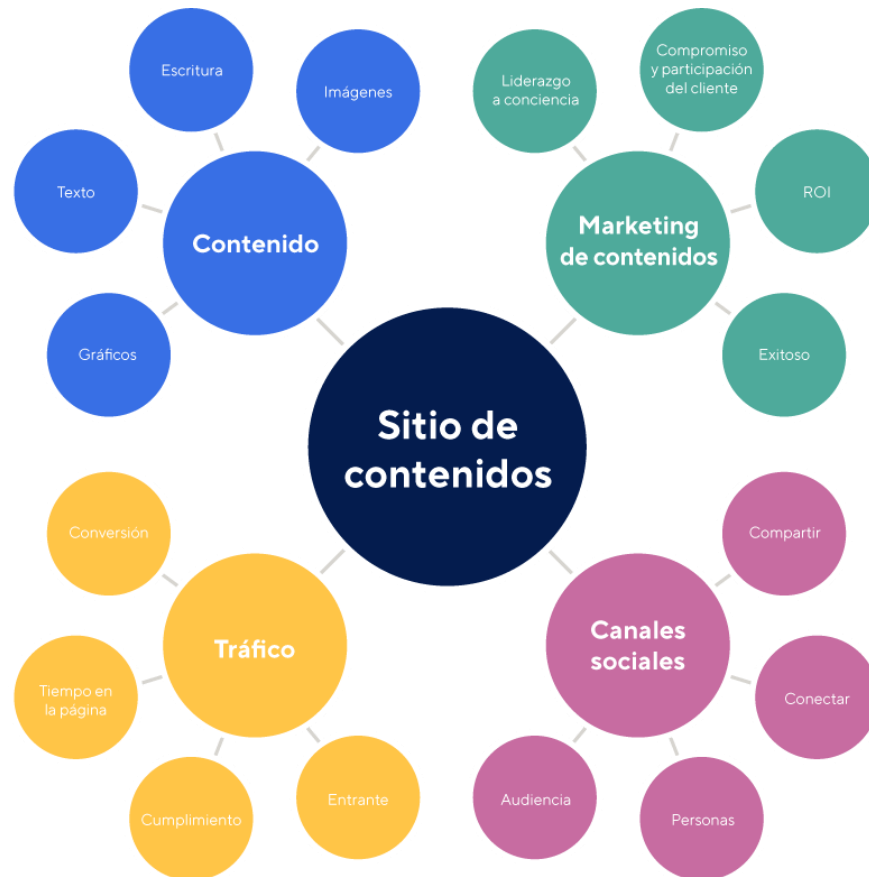 Escritura
Imágenes
Texto
Contenido
Gráficos
Liderazgo
a conciencia
Compromiso
y participación
del cliente
ROI
Marketing
de contenidos
Exitoso
Sitio de
contenidos
Conversión
Tráfico
Tiempo en
la página
Cumplimiento
Entrante
Compartir
Canales
sociales
Conectar
Audiencia
Personas